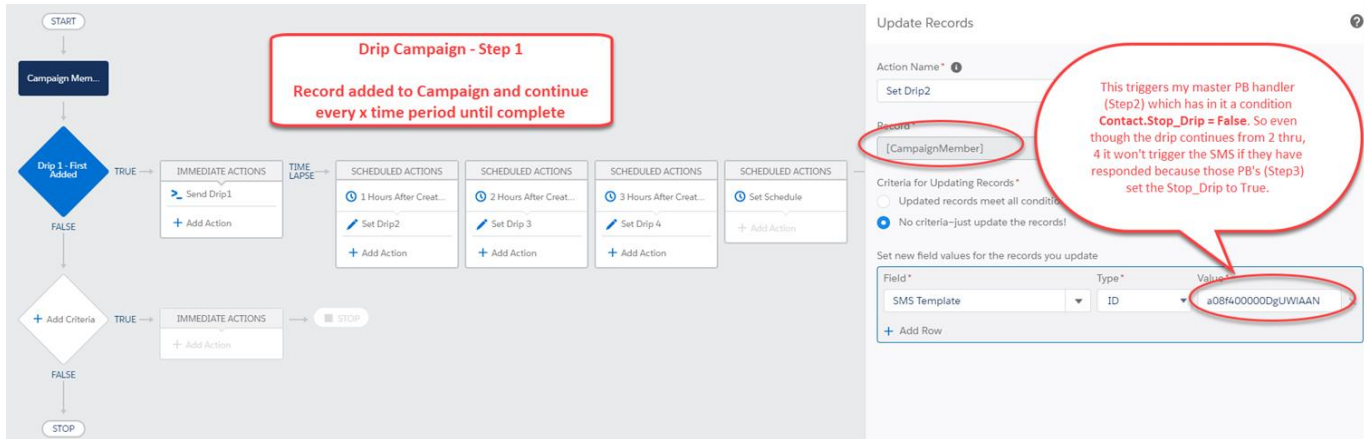 START
Campaign Mem...
Drip 1 - First
Added
TRUE
IMMEDIATE ACTIONS
Send Drip1
+ Add Action
TIME
LAPSE
SCHEDULED ACTIONS
1 Hours After Creat...
Set Drip2
+ Add Action
SCHEDULED ACTIONS
2 Hours After Creat...
Set Drip 3
+ Add Action
SCHEDULED ACTIONS
3 Hours After Creat...
Set Drip 4
+ Add Action
SCHEDULED ACTIONS
Set Schedule
+ Add Action
FALSE
+ Add Criteria
TRUE
IMMEDIATE ACTIONS
+ Add Action
STOP
FALSE
STOP
Drip Campaign - Step 1
Record added to Campaign and continue
every x time period until complete
Update Records
?
Action Name* i
Set Drip2
Record*
[CampaignMember]
Criteria for Updating Records*
Updated records meet all conditio
No criteria—just update the records!
Set new field values for the records you update
Field* Type* Value*
SMS Template ID a08f400000DgUWIAAN
+ Add Row
This triggers my master PB handler
(Step2) which has in it a condition
Contact.Stop_Drip = False. So even
though the drip continues from 2 thru,
4 it won't trigger the SMS if they have
responded because those PB's (Step3)
set the Stop_Drip to True.